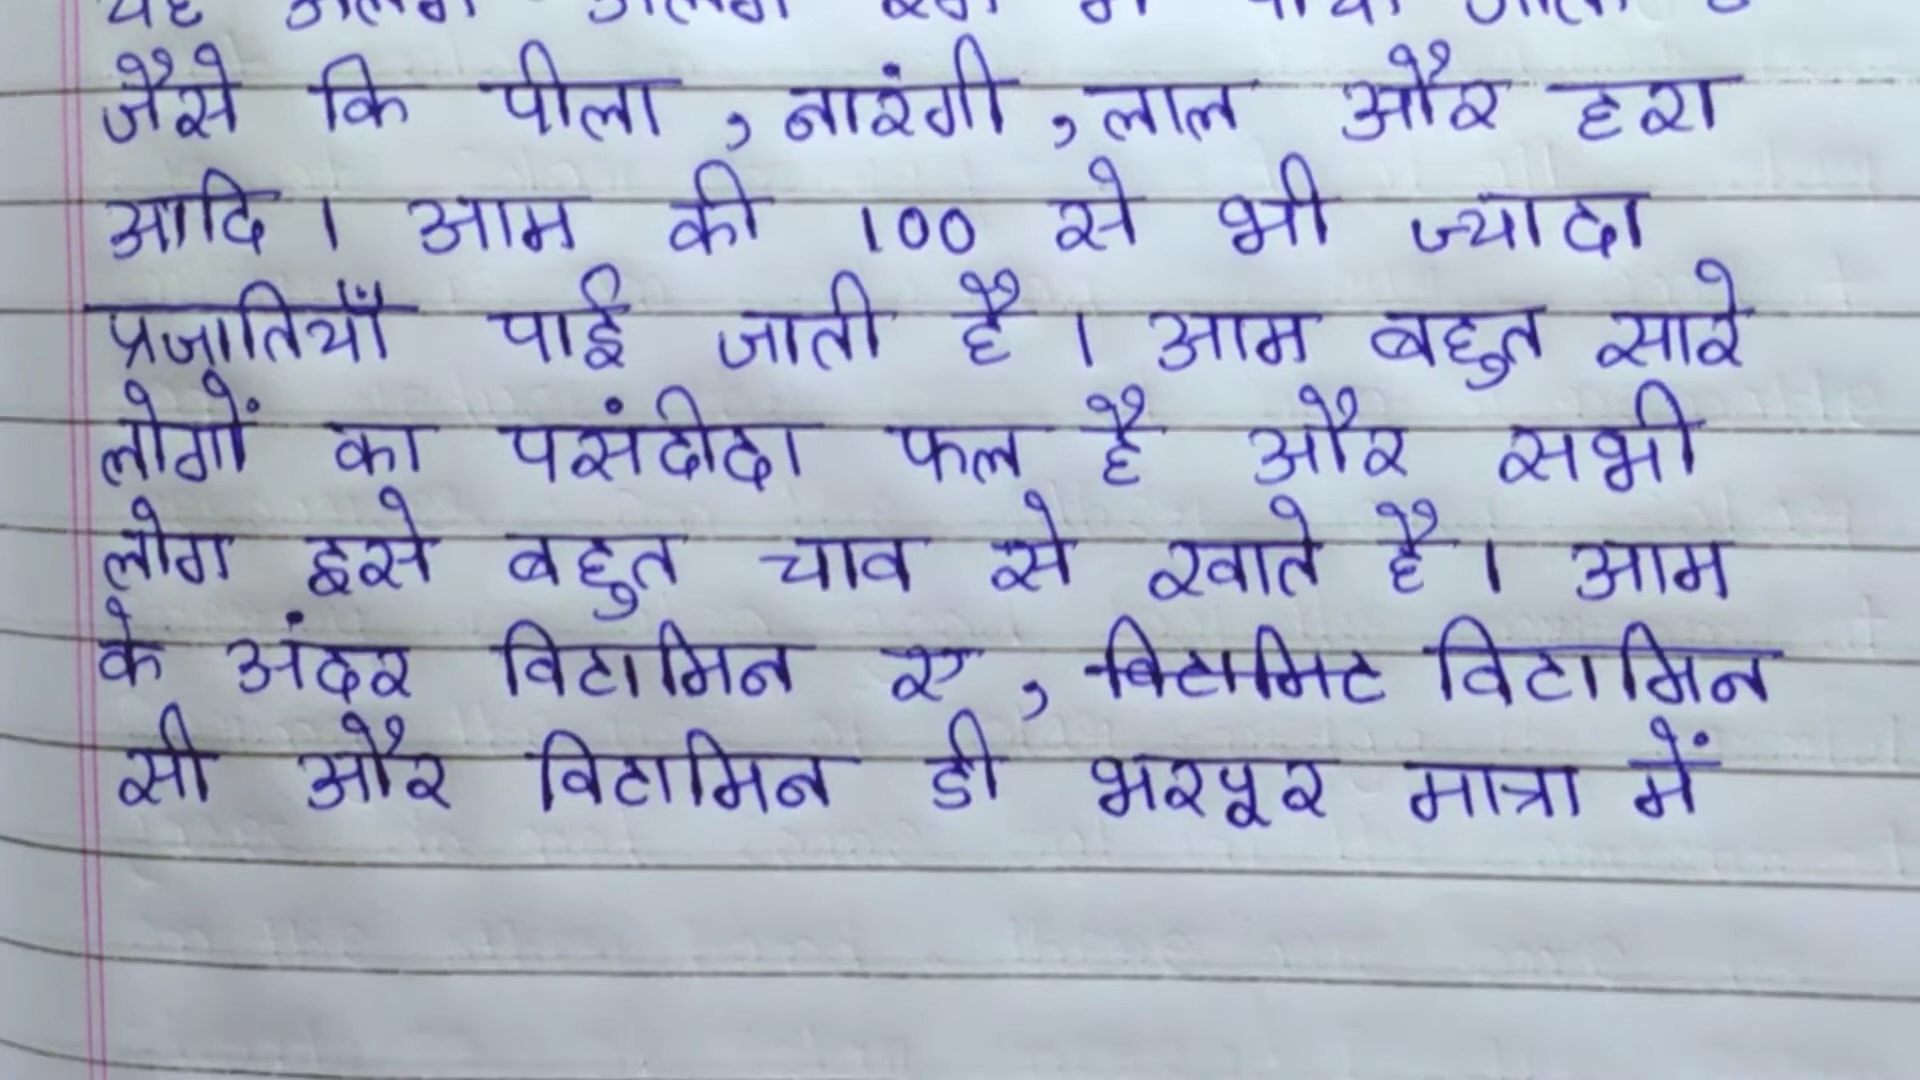 जैसे कि पीला , नारंगी , लाल और हरा
आदि । आम की 100 से भी ज्यादा
प्रजातियाँ पाई जाती है । आम बहुत सारे
लोगों का पसंदीदा फल है और सभी
लोग इसे बहुत चाव से खाते है । आम
के अंदर विटामिन ए , विटामिट विटामिन
सी और विटामिन डी भरपूर मात्रा में